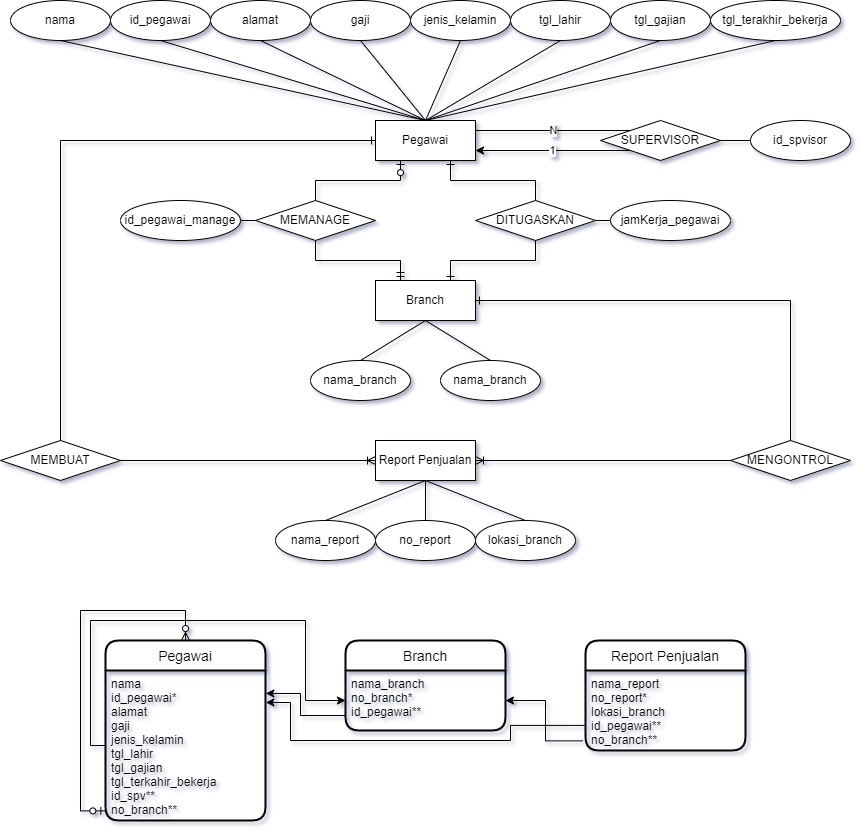 nama id_pegawai alamat gaji jenis_kelamin tgl_lahir tgl_gajian tgl_terakhir_bekerja
Pegawai
N
1
SUPERVISOR
id_spvisor
id_pegawai_manage
MEMANAGE
DITUGASKAN
jamKerja_pegawai
Branch
nama_branch
nama_branch
MEMBUAT
Report Penjualan
MENGONTROL
nama_report
no_report
lokasi_branch
Pegawai
nama
id_pegawai*
alamat
gaji
jenis_kelamin
tgl_lahir
tgl_gajian
tgl_terkahir_bekerja
id_spv**
no_branch**
Branch
nama_branch
no_branch*
id_pegawai**
Report Penjualan
nama_report
no_report*
lokasi_branch
id_pegawai**
no_branch**